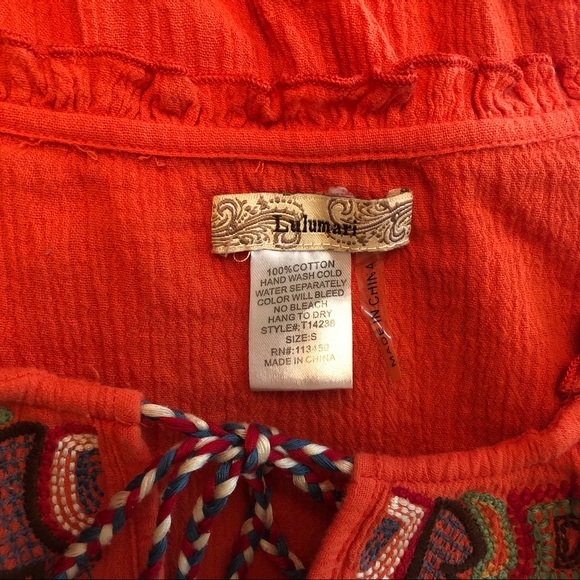 Lulumari
100%COTTON
HAND WASH COLD
WATER SEPARATELY
COLOR WILL BLEED
NO BLEACH
HANG TO DRY
STYLE#: T14238
SIZE:S
RN#:113450
MADE IN CHINA
MADE IN CHINA